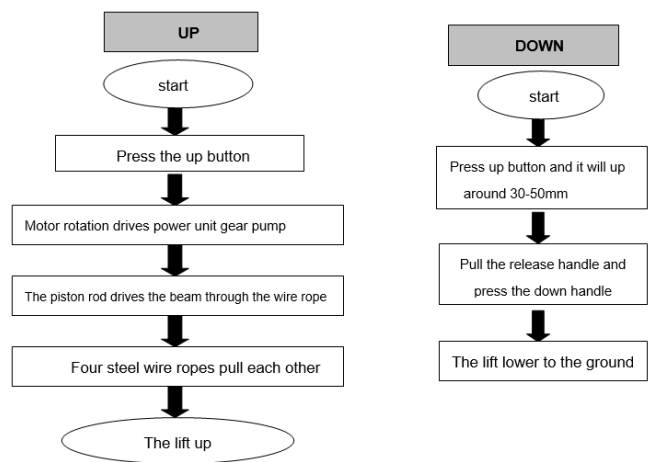 UP
start
Press the up button
Motor rotation drives power unit gear pump
The piston rod drives the beam through the wire rope
Four steel wire ropes pull each other
The lift up
DOWN
start
Press up button and it will up
around 30-50mm
Pull the release handle and
press the down handle
The lift lower to the ground